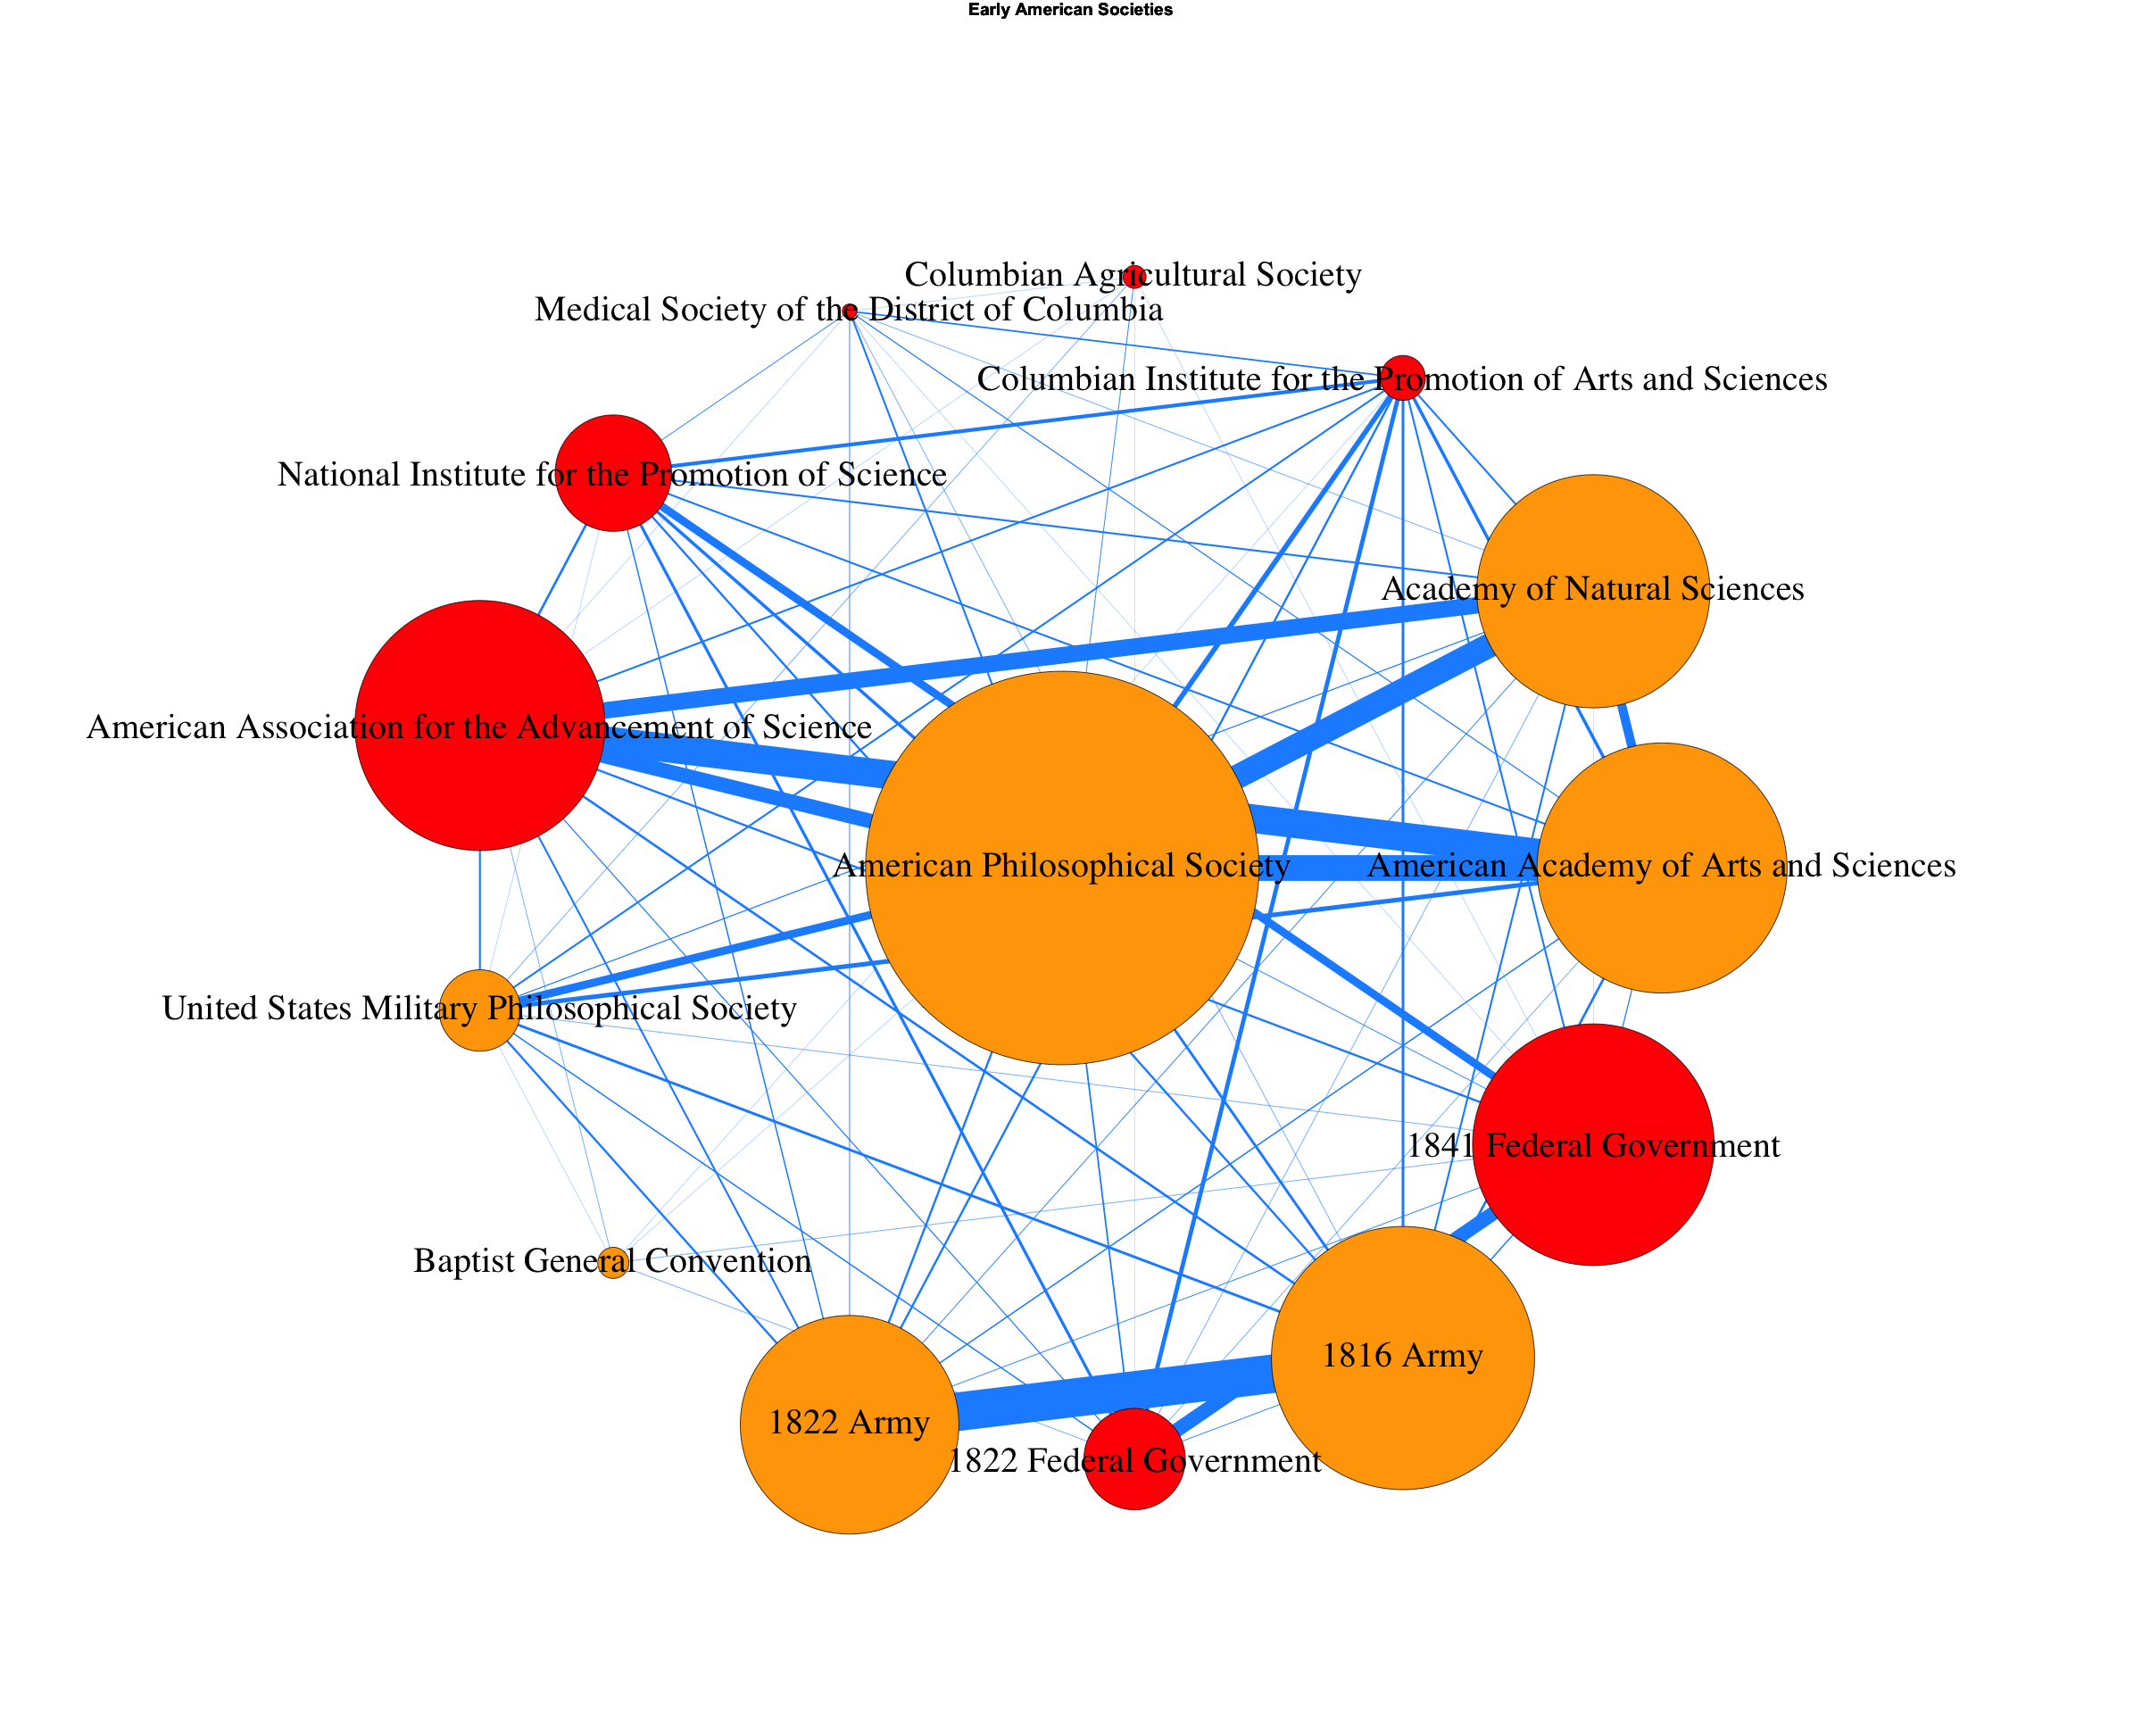 Early American Societies
Columbian Agricultural Society
Medical Society of the District of Columbia
Columbian Institute for the Promotion of Arts and Sciences
National Institute for the Promotion of Science
Academy of Natural Sciences
American Association for the Advancement of Science
American Philosophical Society
American Academy of Arts and Sciences
United States Military Philosophical Society
1841 Federal Government
Baptist General Convention
1816 Army
1822 Army
1822 Federal Government